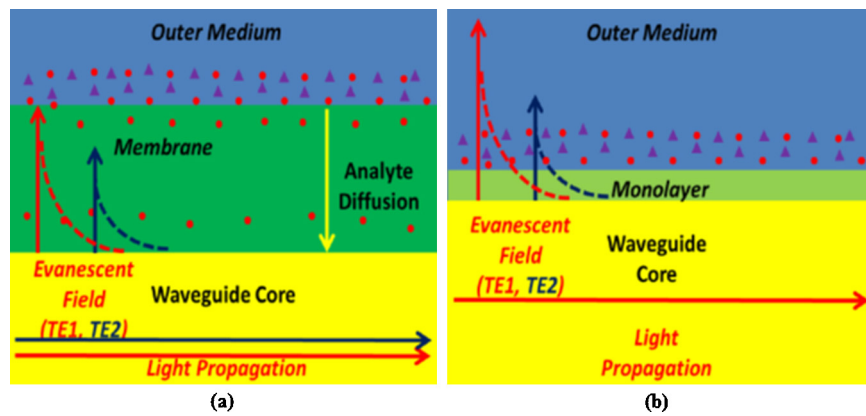 Outer Medium
Membrane
Analyte
Diffusion
Evanescent
Field
(TE1, TE2)
Waveguide Core
Light Propagation
(a)
Outer Medium
Monolayer
Evanescent
Field
(TE1, TE2)
Waveguide
Core
Light
Propagation
(b)